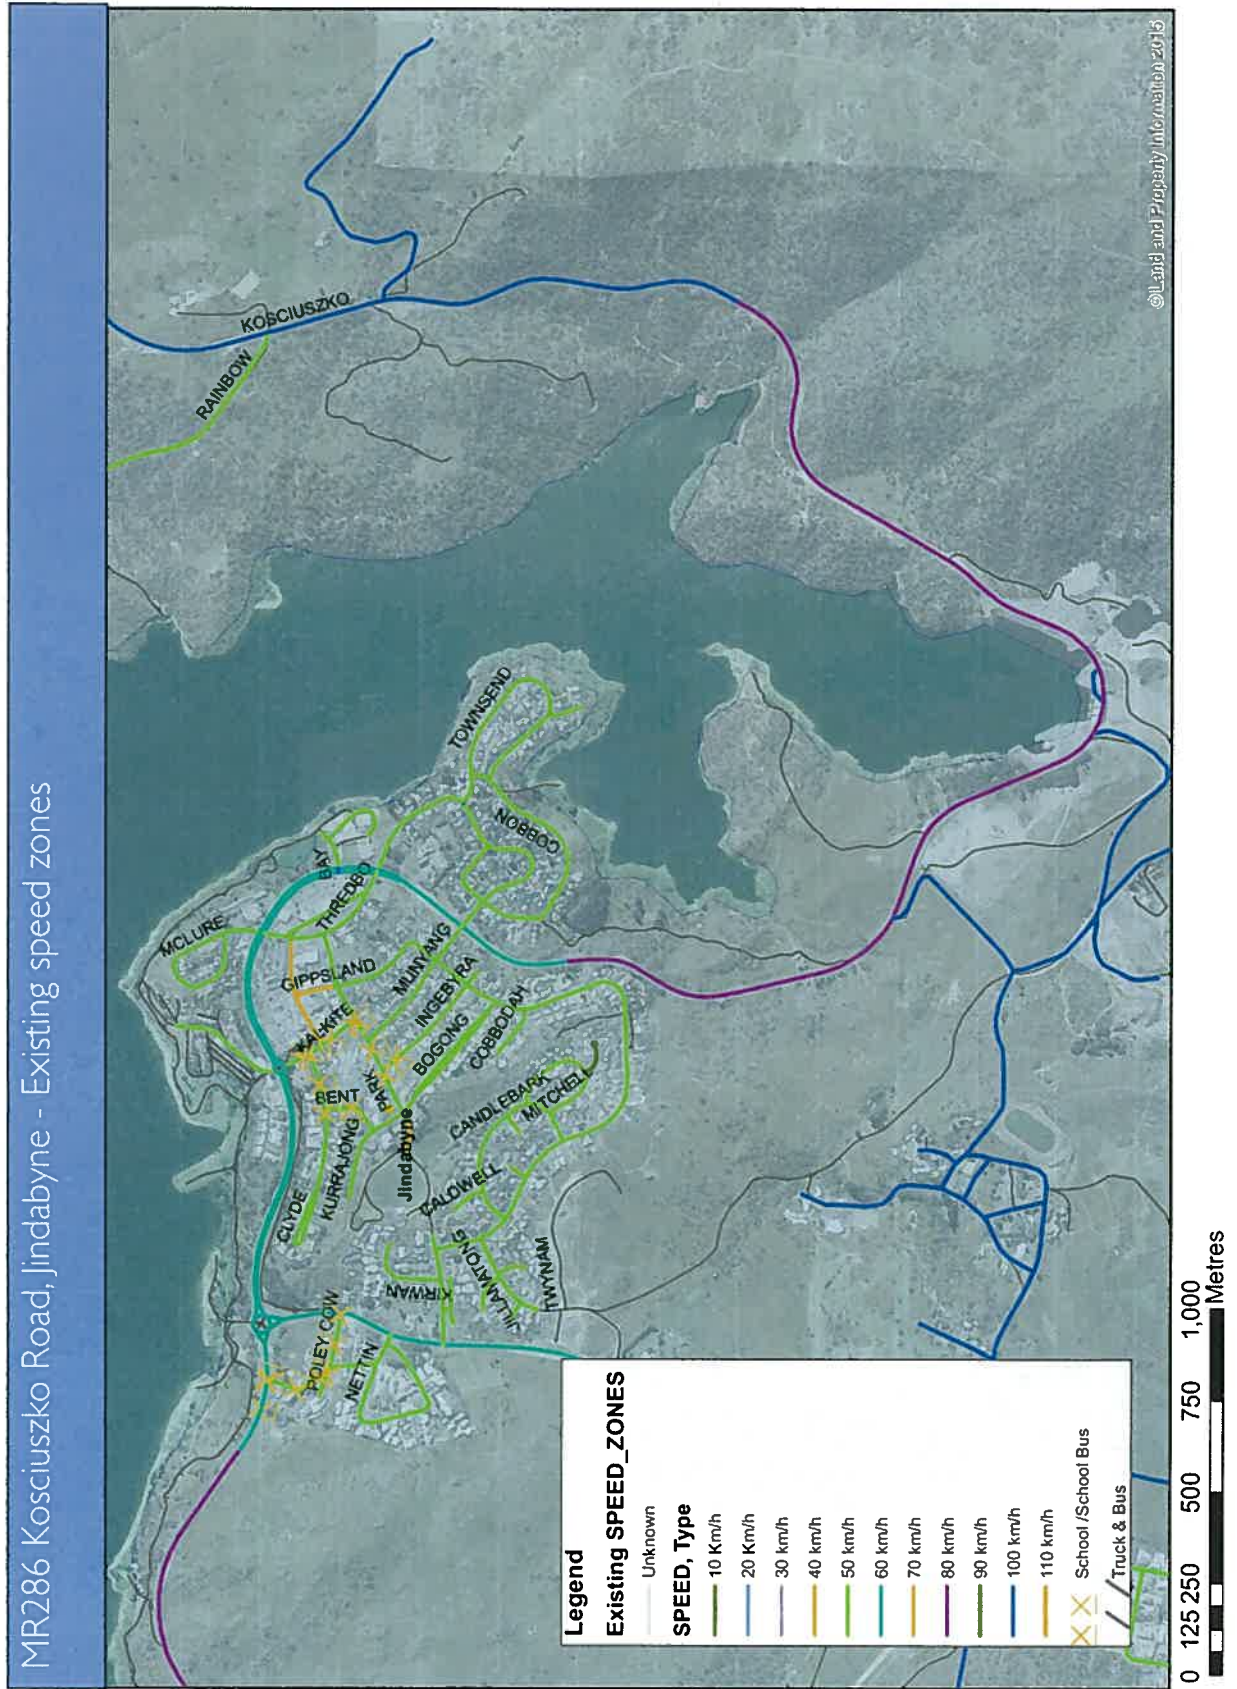 MR286 Kosciuszko Road, Jindabyne - Existing speed zones
RAINBOW
KOSCIUSZKO
MCLURE
BAY
THREDBO
TOWNSEND
GIPPSLAND
KALKITE
MUNYANG
INGEBYRA
COBBON
BENT
PARK
BOGONG
COBBODAH
CLYDE
KURRAJONG
Jindabyne
CANDLEBARK
MITCHELL
CALDWELL
POLEY COW
KIRWAN
JILLAMATONG
TWYNAM
NETTIN
©Land and Property Information 2015
Legend
Existing SPEED_ZONES
Unknown
SPEED, Type
10 Km/h
20 Km/h
30 km/h
40 km/h
50 km/h
60 km/h
70 km/h
80 km/h
90 km/h
100 km/h
110 km/h
School /School Bus
Truck & Bus
0 125 250 500 750 1,000
Metres